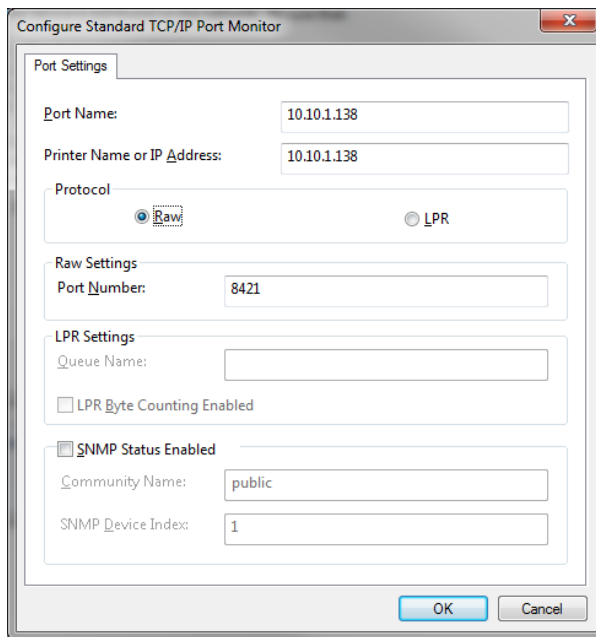 Configure Standard TCP/IP Port Monitor
Port Settings
Port Name: 10.10.1.138
Printer Name or IP Address: 10.10.1.138
Protocol
Raw LPR
Raw Settings
Port Number: 8421
LPR Settings
Queue Name:
LPR Byte Counting Enabled
SNMP Status Enabled
Community Name: public
SNMP Device Index: 1
OK Cancel